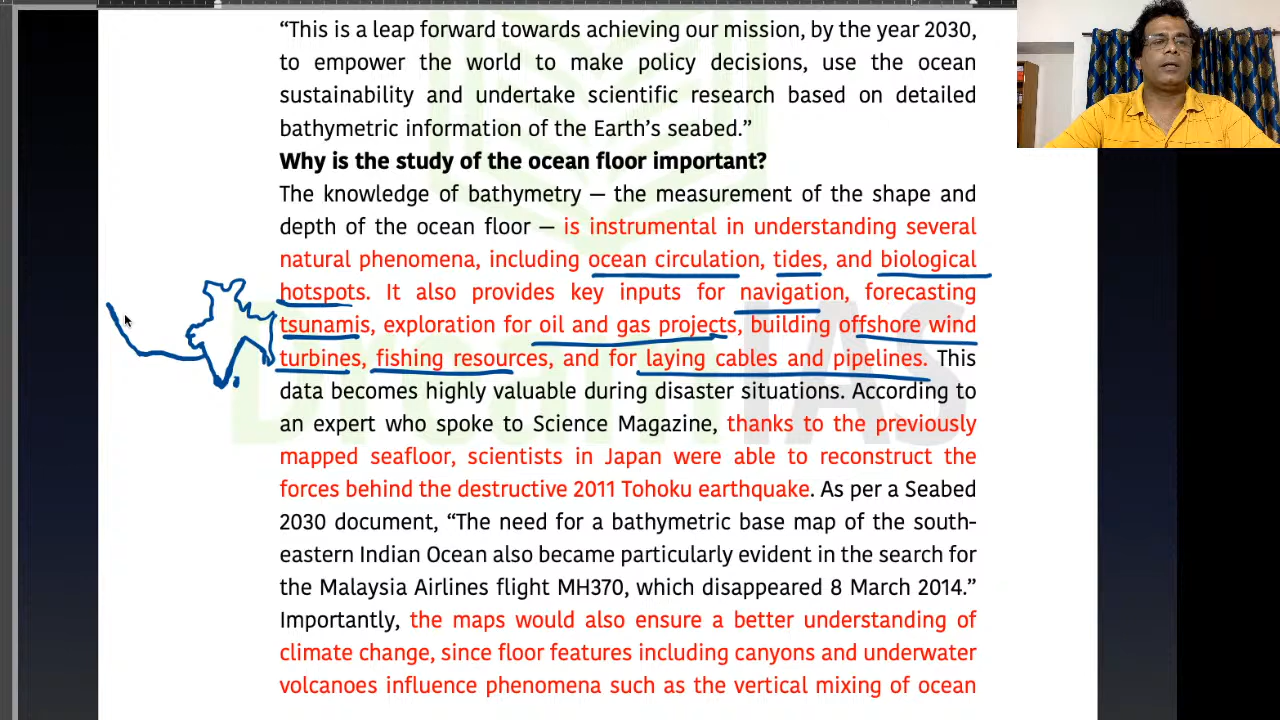 “This is a leap forward towards achieving our mission, by the year 2030,
to empower the world to make policy decisions, use the ocean
sustainability and undertake scientific research based on detailed
bathymetric information of the Earth’s seabed.”
Why is the study of the ocean floor important?
The knowledge of bathymetry — the measurement of the shape and
depth of the ocean floor — is instrumental in understanding several
natural phenomena, including ocean circulation, tides, and biological
hotspots. It also provides key inputs for navigation, forecasting
tsunamis, exploration for oil and gas projects, building offshore wind
turbines, fishing resources, and for laying cables and pipelines. This
data becomes highly valuable during disaster situations. According to
an expert who spoke to Science Magazine, thanks to the previously
mapped seafloor, scientists in Japan were able to reconstruct the
forces behind the destructive 2011 Tohoku earthquake. As per a Seabed
2030 document, “The need for a bathymetric base map of the south-
eastern Indian Ocean also became particularly evident in the search for
the Malaysia Airlines flight MH370, which disappeared 8 March 2014.”
Importantly, the maps would also ensure a better understanding of
climate change, since floor features including canyons and underwater
volcanoes influence phenomena such as the vertical mixing of ocean
Dream IAS